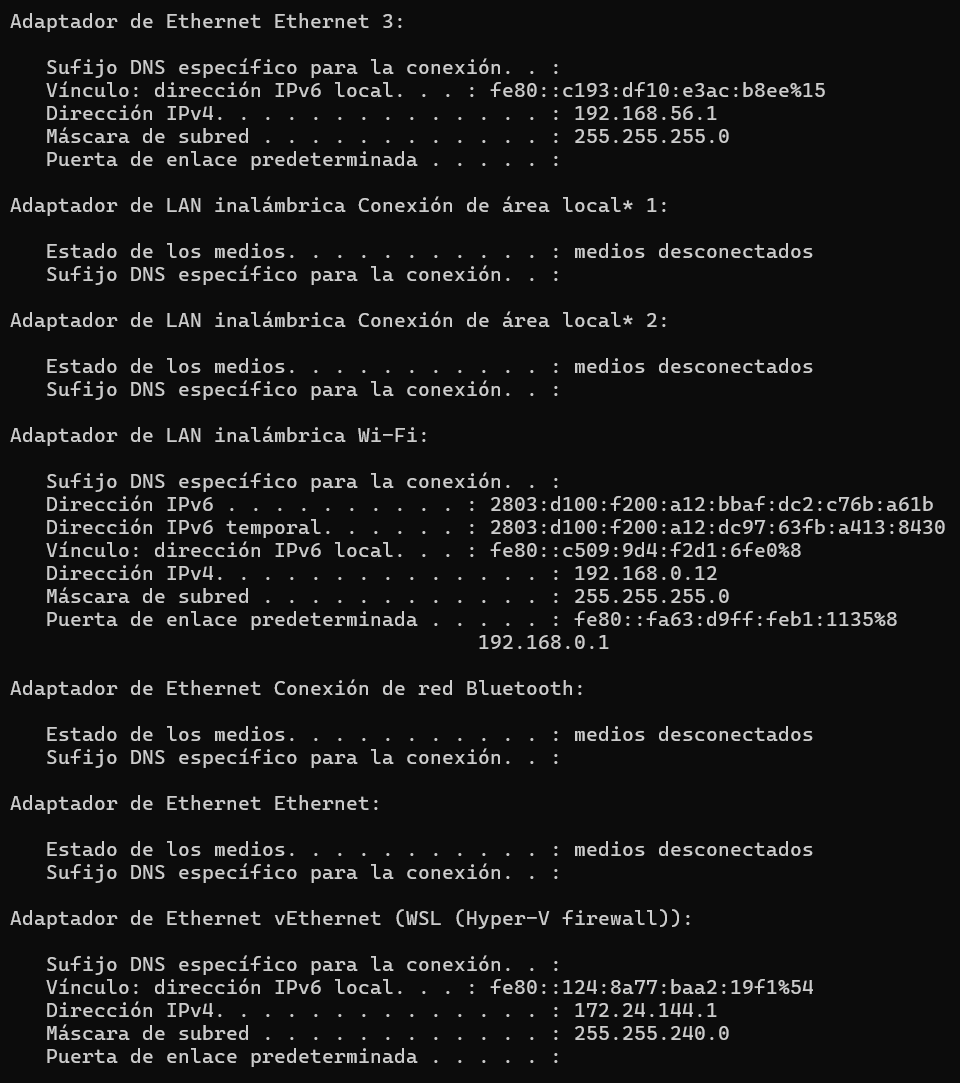 Adaptador de Ethernet Ethernet 3:
Sufijo DNS específico para la conexión. . :
Vínculo: dirección IPv6 local. . . : fe80::c193:df10:e3ac:b8ee%15
Dirección IPv4. . . . . . . . . . . . . . : 192.168.56.1
Máscara de subred . . . . . . . . . . . . : 255.255.255.0
Puerta de enlace predeterminada . . . . . :
Adaptador de LAN inalámbrica Conexión de área local* 1:
Estado de los medios. . . . . . . . . . . : medios desconectados
Sufijo DNS específico para la conexión. . :
Adaptador de LAN inalámbrica Conexión de área local* 2:
Estado de los medios. . . . . . . . . . . : medios desconectados
Sufijo DNS específico para la conexión. . :
Adaptador de LAN inalámbrica Wi-Fi:
Sufijo DNS específico para la conexión. . :
Dirección IPv6 . . . . . . . . . . : 2803:d100:f200:a12:bbaf:dc2:c76b:a61b
Dirección IPv6 temporal. . . . . . : 2803:d100:f200:a12:dc97:63fb:a413:8430
Vínculo: dirección IPv6 local. . . : fe80::c509:9d4:f2d1:6fe0%8
Dirección IPv4. . . . . . . . . . . . . . : 192.168.0.12
Máscara de subred . . . . . . . . . . . . : 255.255.255.0
Puerta de enlace predeterminada . . . . . : fe80::fa63:d9ff:feb1:1135%8
192.168.0.1
Adaptador de Ethernet Conexión de red Bluetooth:
Estado de los medios. . . . . . . . . . . : medios desconectados
Sufijo DNS específico para la conexión. . :
Adaptador de Ethernet Ethernet:
Estado de los medios. . . . . . . . . . . : medios desconectados
Sufijo DNS específico para la conexión. . :
Adaptador de Ethernet vEthernet (WSL (Hyper-V firewall)):
Sufijo DNS específico para la conexión. . :
Vínculo: dirección IPv6 local. . . : fe80::124:8a77:baa2:19f1%54
Dirección IPv4. . . . . . . . . . . . . . : 172.24.144.1
Máscara de subred . . . . . . . . . . . . : 255.255.240.0
Puerta de enlace predeterminada . . . . . :